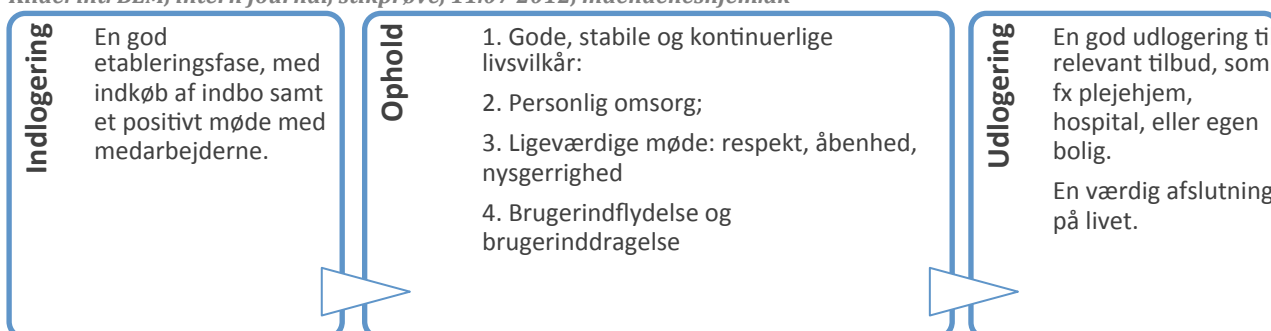 Indlogering
En god
etableringsfase, med
indkøb af indbo samt
et positivt møde med
medarbejderne.
Ophold
1. Gode, stabile og kontinuerlige
livsvilkår:
2. Personlig omsorg;
3. Ligeværdige møde: respekt, åbenhed,
nysgerrighed
4. Brugerindflydelse og
brugerinddragelse
Udlogering
En god udlogering
relevant tilbud, som
fx plejehjem,
hospital, eller egen
bolig.
En værdig afslutning
på livet.